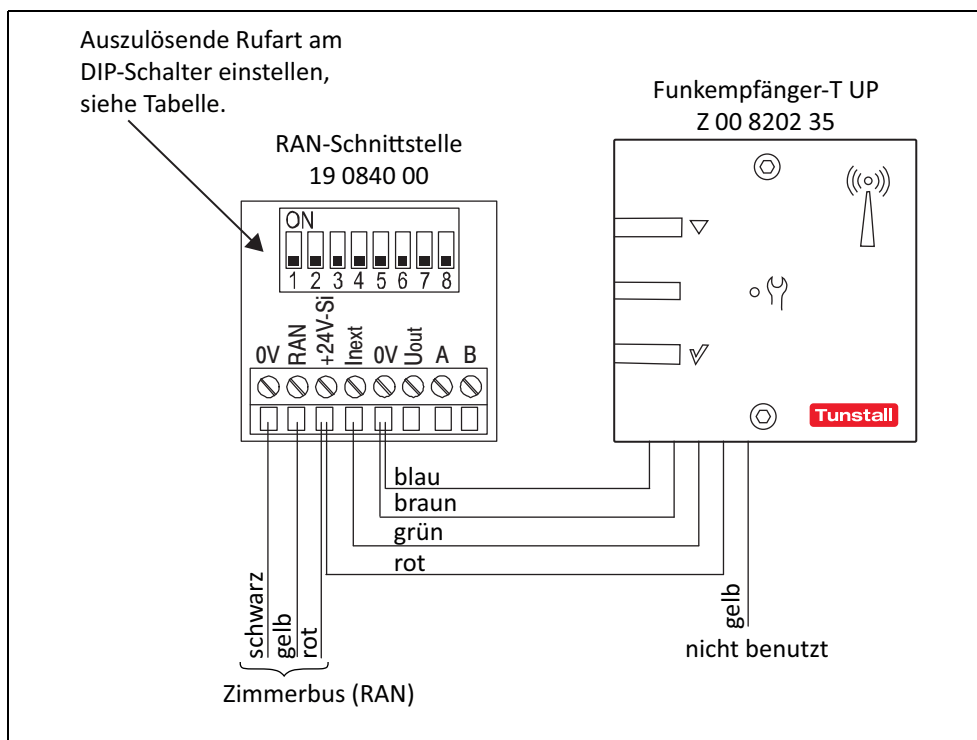 Auszulösende Rufart am
DIP-Schalter einstellen,
siehe Tabelle.
RAN-Schnittstelle
19 0840 00
Funkempfänger-T UP
Z 00 8202 35
ON
1 2 3 4 5 6 7 8
0V RAN +24V-Si Inext 0V Uout A B
Tunstall
blau
braun
grün
rot
schwarz
gelb
rot
gelb
nicht benutzt
Zimmerbus (RAN)